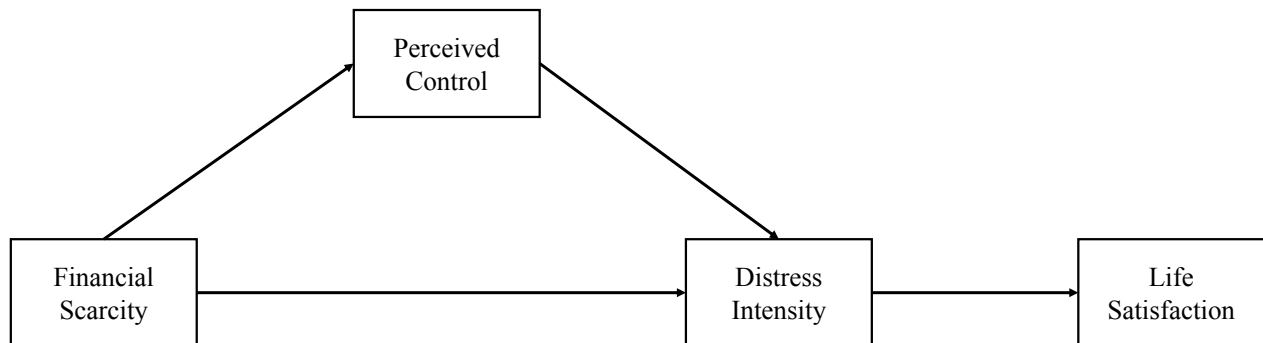 Perceived
Control
Financial
Scarcity
Distress
Intensity
Life
Satisfaction